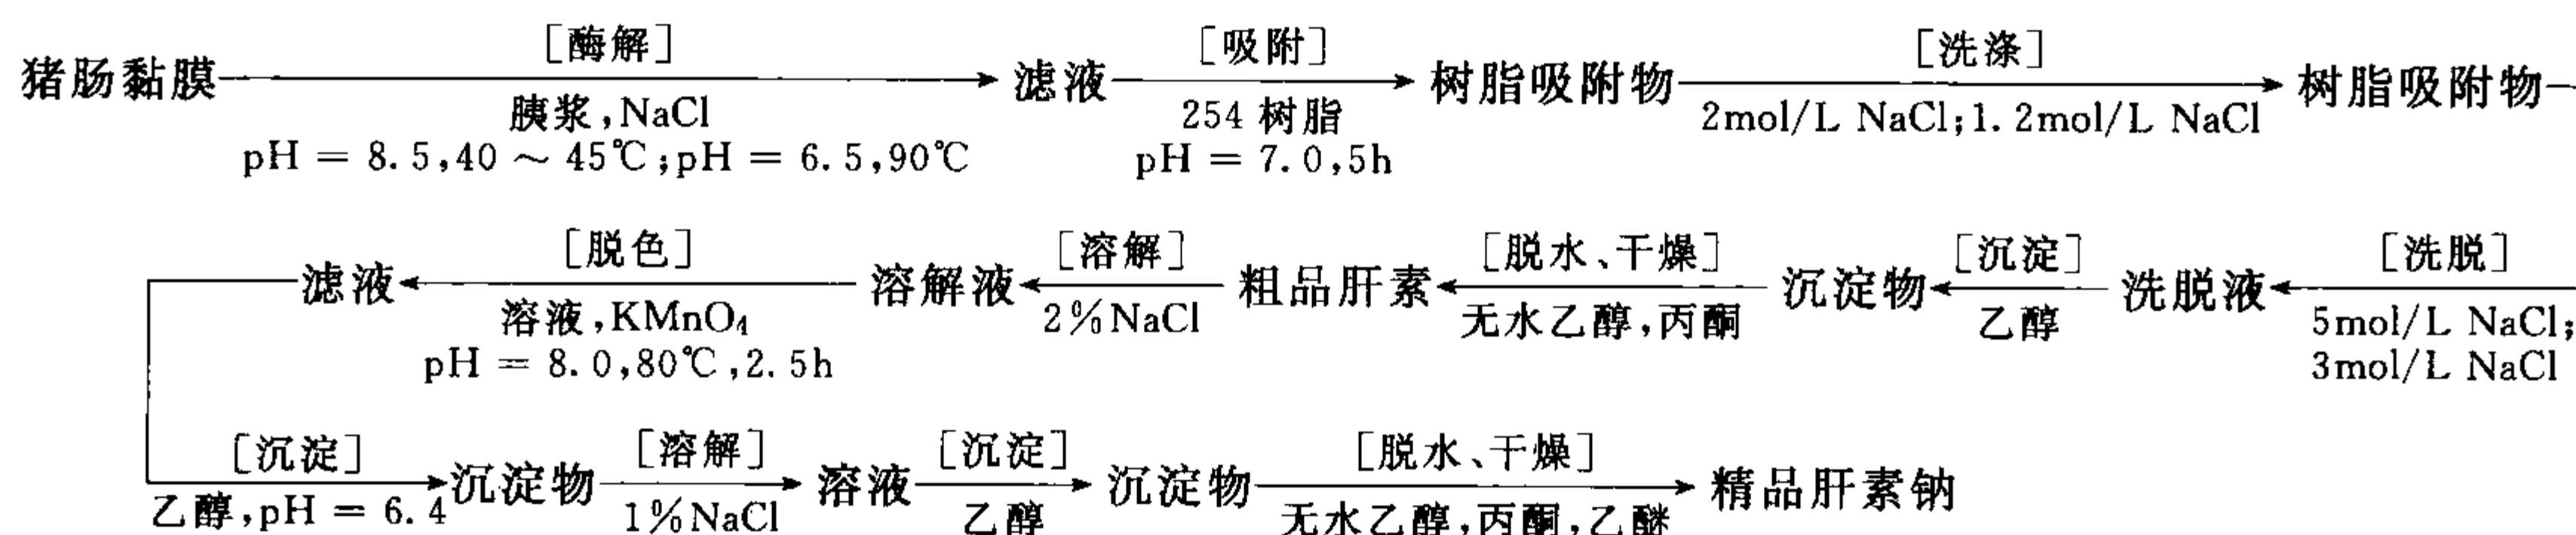 [酶解] [吸附] [洗涤]
猪肠黏膜 滤液 树脂吸附物 树脂吸附物
胰浆,NaCl 254 树脂 2mol/L NaCl;1.2mol/L NaCl
pH = 8.5,40 ~ 45℃;pH = 6.5,90℃ pH = 7.0,5h
[脱色] [溶解] [脱水、干燥] [沉淀] [洗脱]
滤液 溶解液 粗品肝素 沉淀物 洗脱液
溶液,KMnO₄ 2%NaCl 无水乙醇,丙酮 乙醇 5mol/L NaCl;
pH = 8.0,80℃,2.5h 3mol/L NaCl
[沉淀] [溶解] [沉淀] [脱水、干燥]
沉淀物 溶液 沉淀物 精品肝素钠
乙醇,pH = 6.4 1%NaCl 乙醇 无水乙醇,丙酮,乙醚